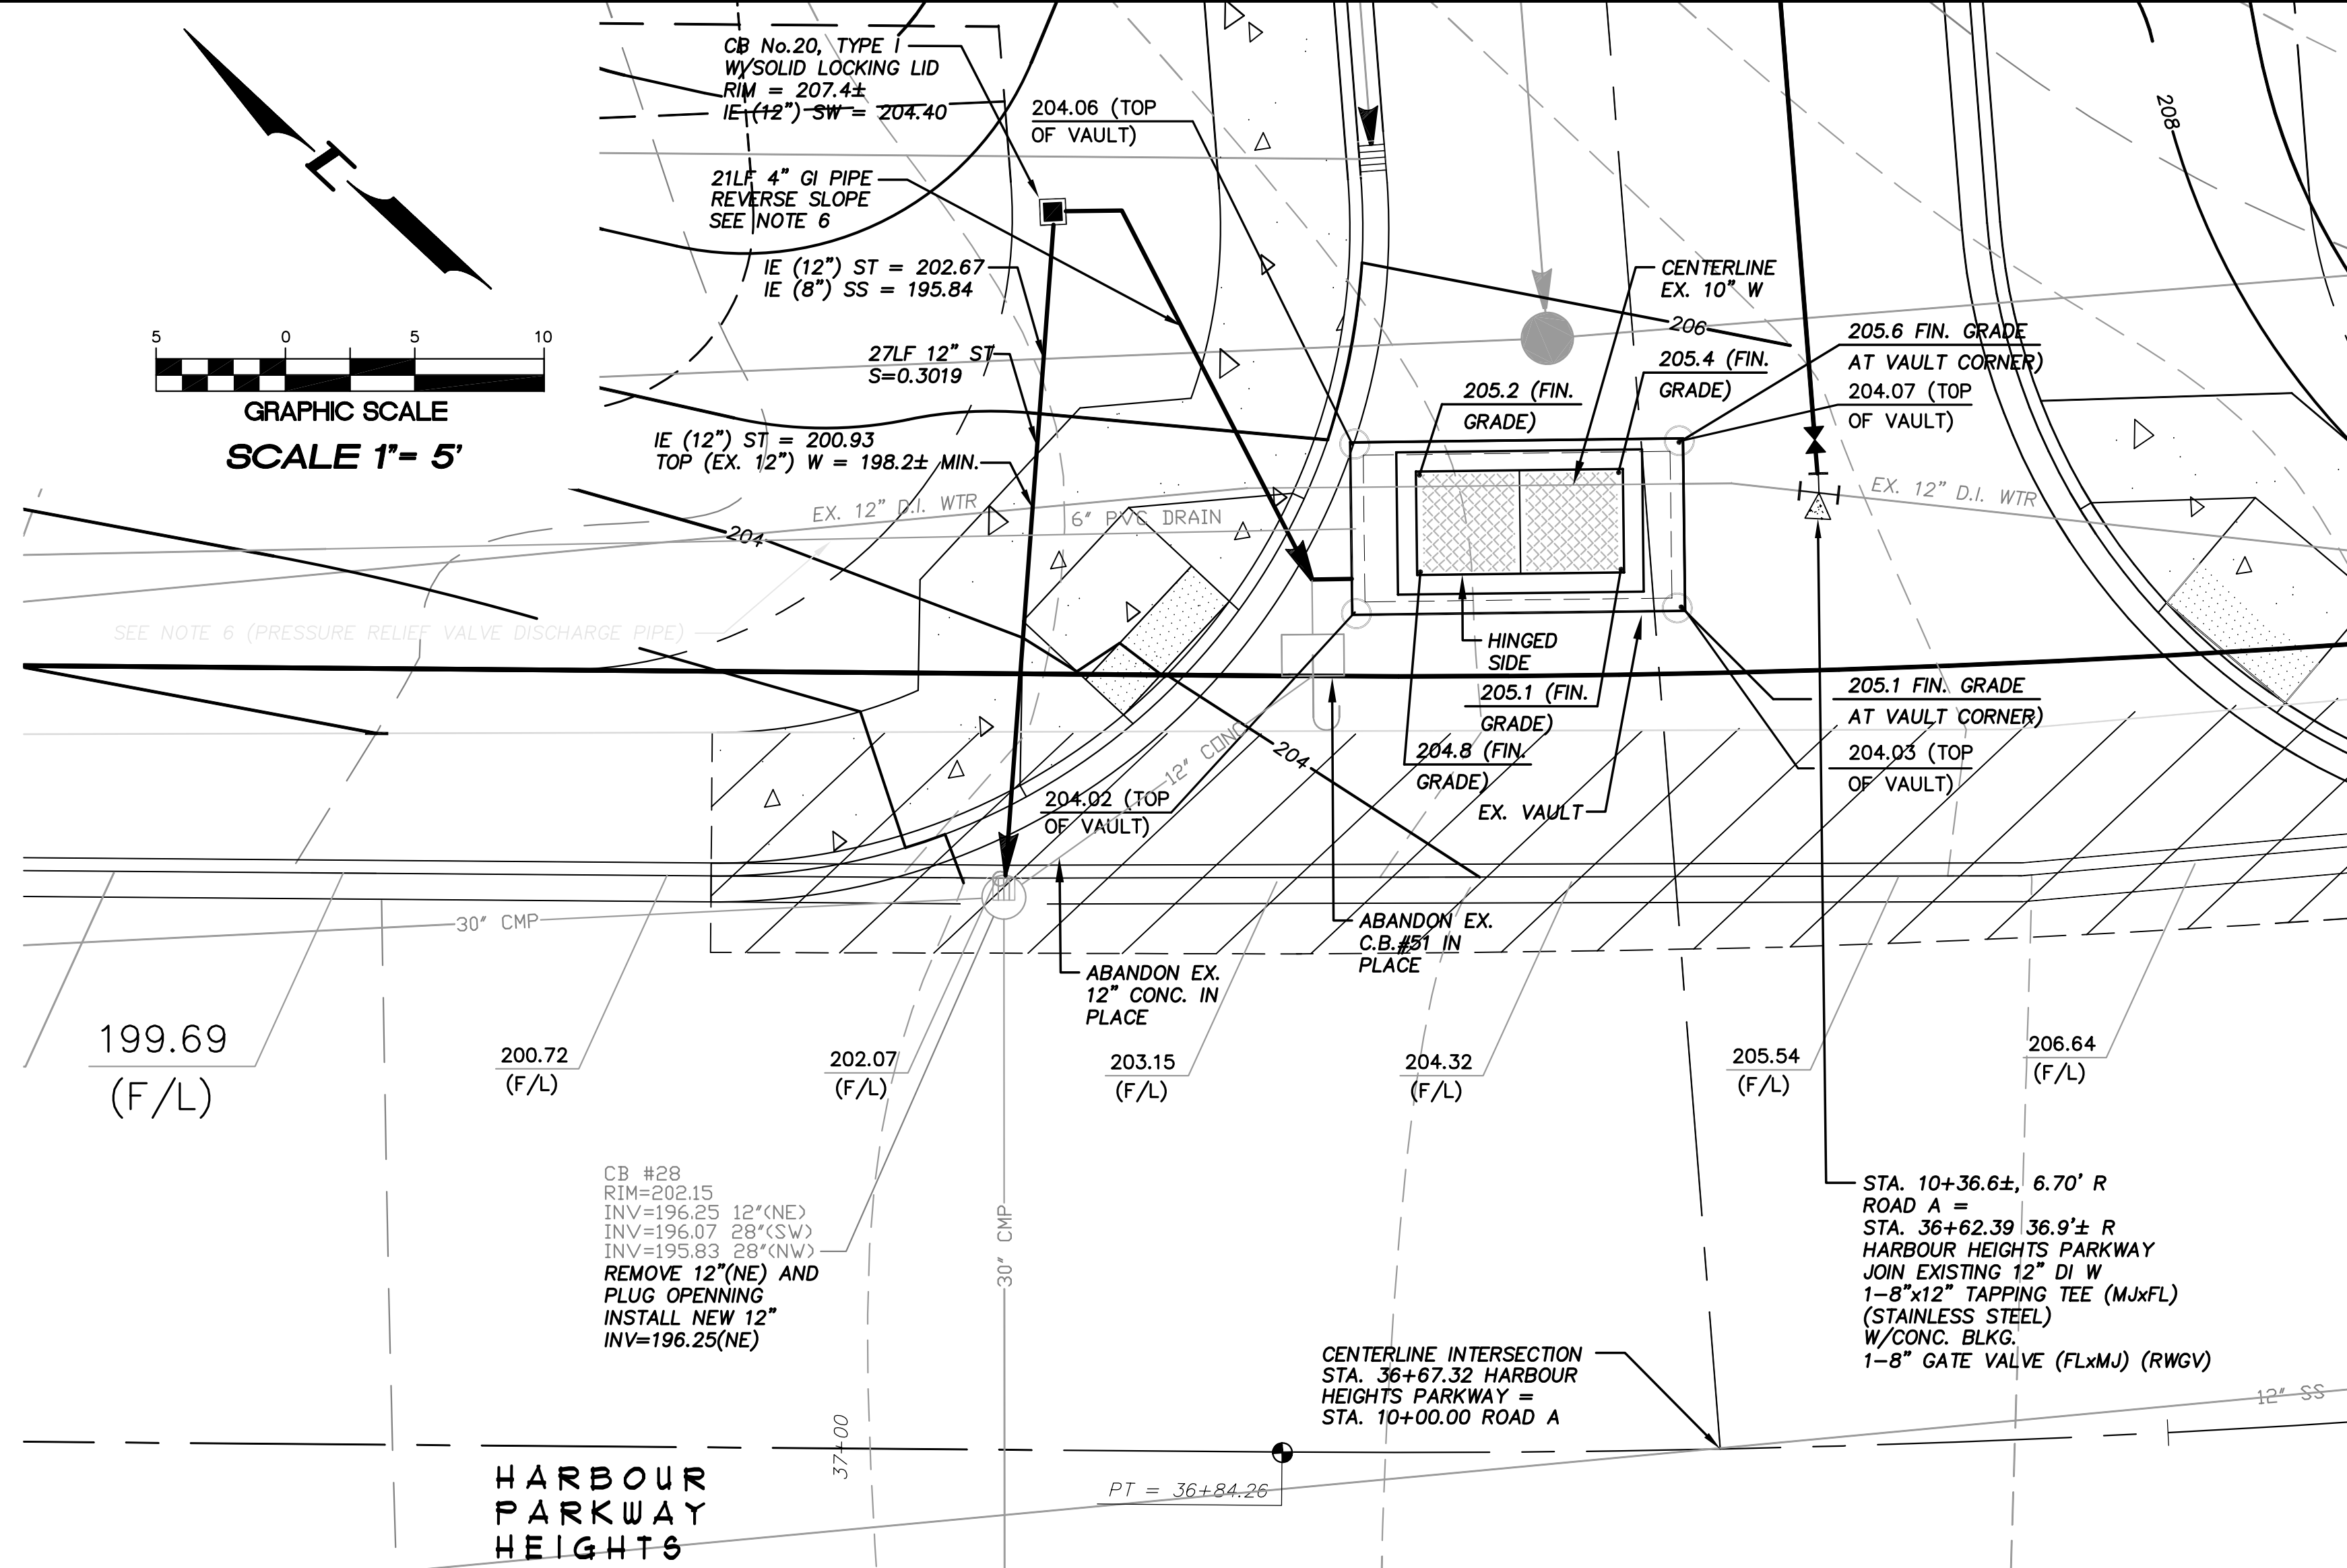 CB No.20, TYPE I
W/SOLID LOCKING LID
RIM = 207.4±
IE (12") SW = 204.40
204.06 (TOP
OF VAULT)
21LF 4" GI PIPE
REVERSE SLOPE
SEE NOTE 6
IE (12") ST = 202.67
IE (8") SS = 195.84
27LF 12" ST
S=0.3019
IE (12") ST = 200.93
TOP (EX. 12") W = 198.2± MIN.
5 0 5 10
GRAPHIC SCALE
SCALE 1"= 5'
208
CENTERLINE
EX. 10" W
206
205.4 (FIN.
GRADE)
205.2 (FIN.
GRADE)
205.6 FIN. GRADE
AT VAULT CORNER)
204.07 (TOP
OF VAULT)
EX. 12" D.I. WTR
6" PVC DRAIN
EX. 12" D.I. WTR
204
SEE NOTE 6 (PRESSURE RELIEF VALVE DISCHARGE PIPE)
HINGED
SIDE
205.1 (FIN.
GRADE)
204.8 (FIN.
GRADE)
EX. VAULT
205.1 FIN. GRADE
AT VAULT CORNER)
204.03 (TOP
OF VAULT)
12" CONC
204
204.02 (TOP
OF VAULT)
30" CMP
ABANDON EX.
12" CONC. IN
PLACE
ABANDON EX.
C.B.#51 IN
PLACE
199.69
(F/L)
200.72
(F/L)
202.07
(F/L)
203.15
(F/L)
204.32
(F/L)
205.54
(F/L)
206.64
(F/L)
CB #28
RIM=202.15
INV=196.25 12"(NE)
INV=196.07 28"(SW)
INV=195.83 28"(NW)
REMOVE 12"(NE) AND
PLUG OPENNING
INSTALL NEW 12"
INV=196.25(NE)
30" CMP
STA. 10+36.6±, 6.70' R
ROAD A =
STA. 36+62.39 36.9'± R
HARBOUR HEIGHTS PARKWAY
JOIN EXISTING 12" DI W
1-8"x12" TAPPING TEE (MJxFL)
(STAINLESS STEEL)
W/CONC. BLKG.
1-8" GATE VALVE (FLxMJ) (RWGV)
CENTERLINE INTERSECTION
STA. 36+67.32 HARBOUR
HEIGHTS PARKWAY =
STA. 10+00.00 ROAD A
12" SS
37+00
PT = 36+84.26
HARBOUR
PARKWAY
HEIGHTS